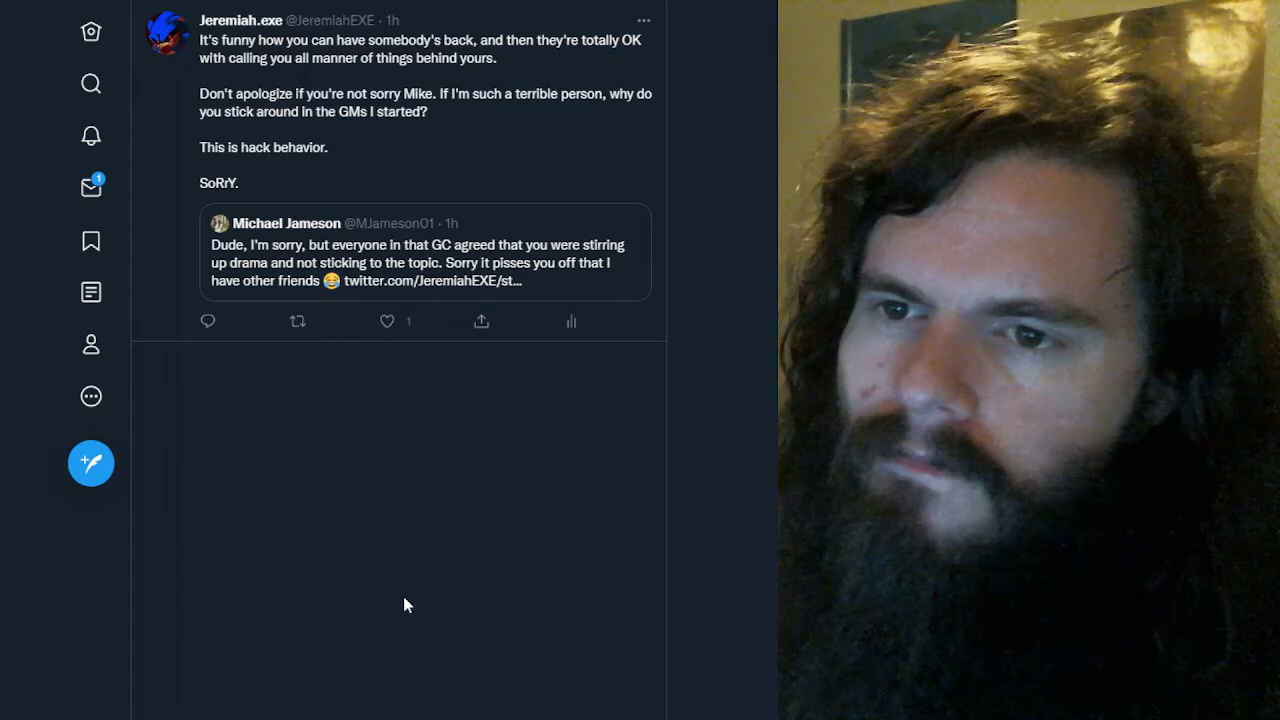 Jeremiah.exe @JeremiahEXE · 1h
It's funny how you can have somebody's back, and then they're totally OK
with calling you all manner of things behind yours.
Don't apologize if you're not sorry Mike. If I'm such a terrible person, why do
you stick around in the GMs I started?
This is hack behavior.
SoRrY.
Michael Jameson @MJameson01 · 1h
Dude, I'm sorry, but everyone in that GC agreed that you were stirring
up drama and not sticking to the topic. Sorry it pisses you off that I
have other friends 😂 twitter.com/JeremiahEXE/st...
1
1